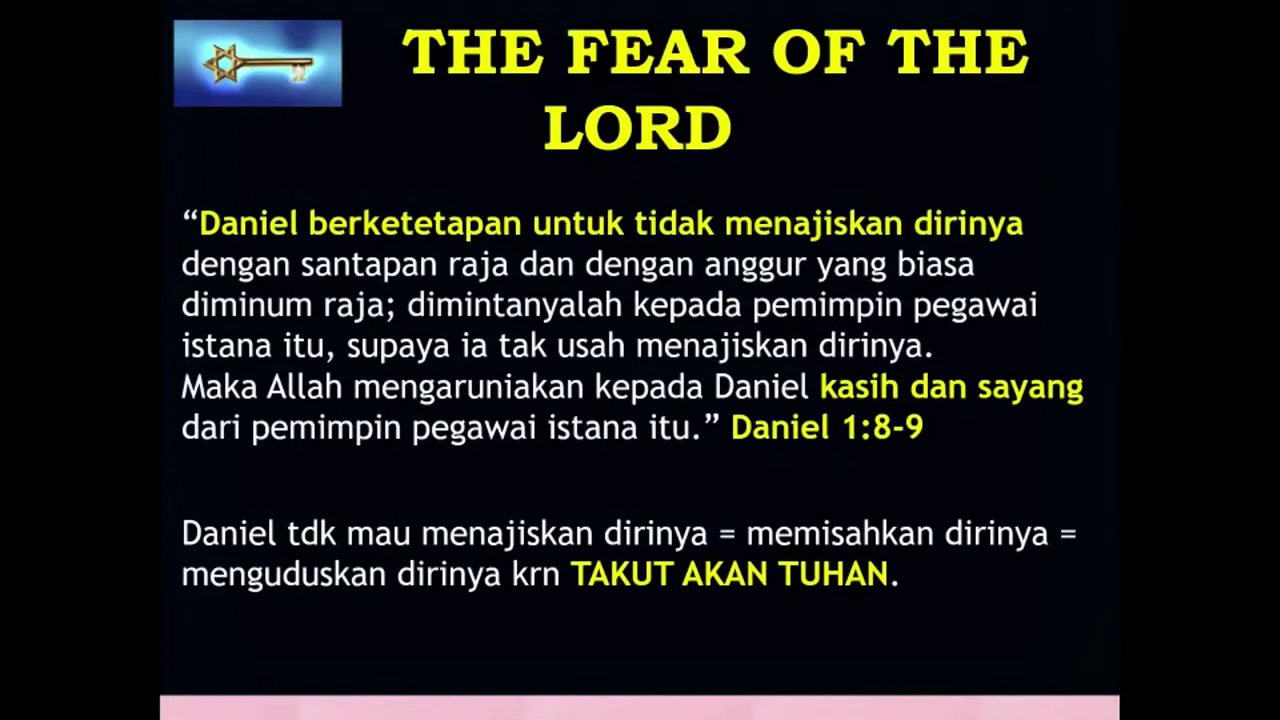 THE FEAR OF THE
LORD
“Daniel berketetapan untuk tidak menajiskan dirinya
dengan santapan raja dan dengan anggur yang biasa
diminum raja; dimintanyalah kepada pemimpin pegawai
istana itu, supaya ia tak usah menajiskan dirinya.
Maka Allah mengaruniakan kepada Daniel kasih dan sayang
dari pemimpin pegawai istana itu.” Daniel 1:8-9
Daniel tdk mau menajiskan dirinya = memisahkan dirinya =
menguduskan dirinya krn TAKUT AKAN TUHAN.